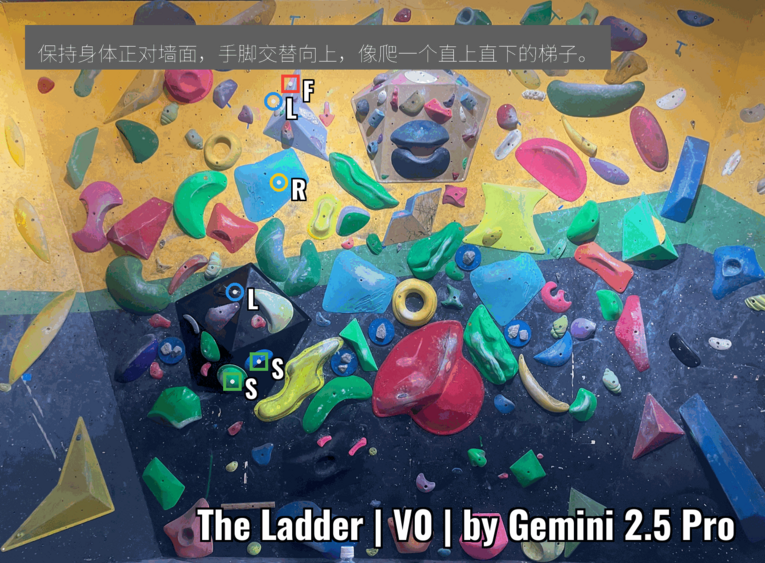 保持身体正对墙面，手脚交替向上，像爬一个直上直下的梯子。
F
L
R
L
S
S
The Ladder | V0 | by Gemini 2.5 Pro